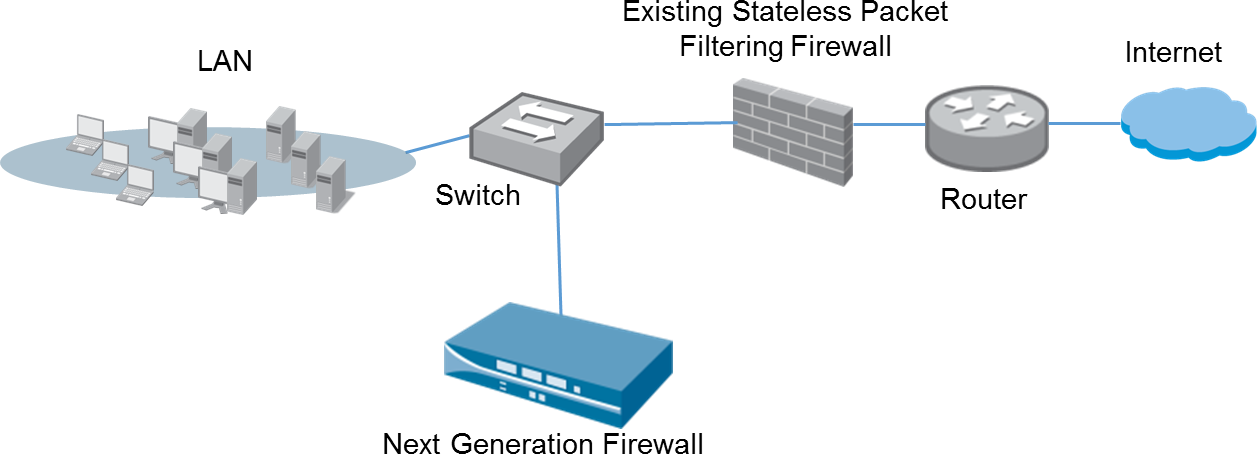 Existing Stateless Packet
Filtering Firewall
LAN
Internet
Switch
Router
Next Generation Firewall